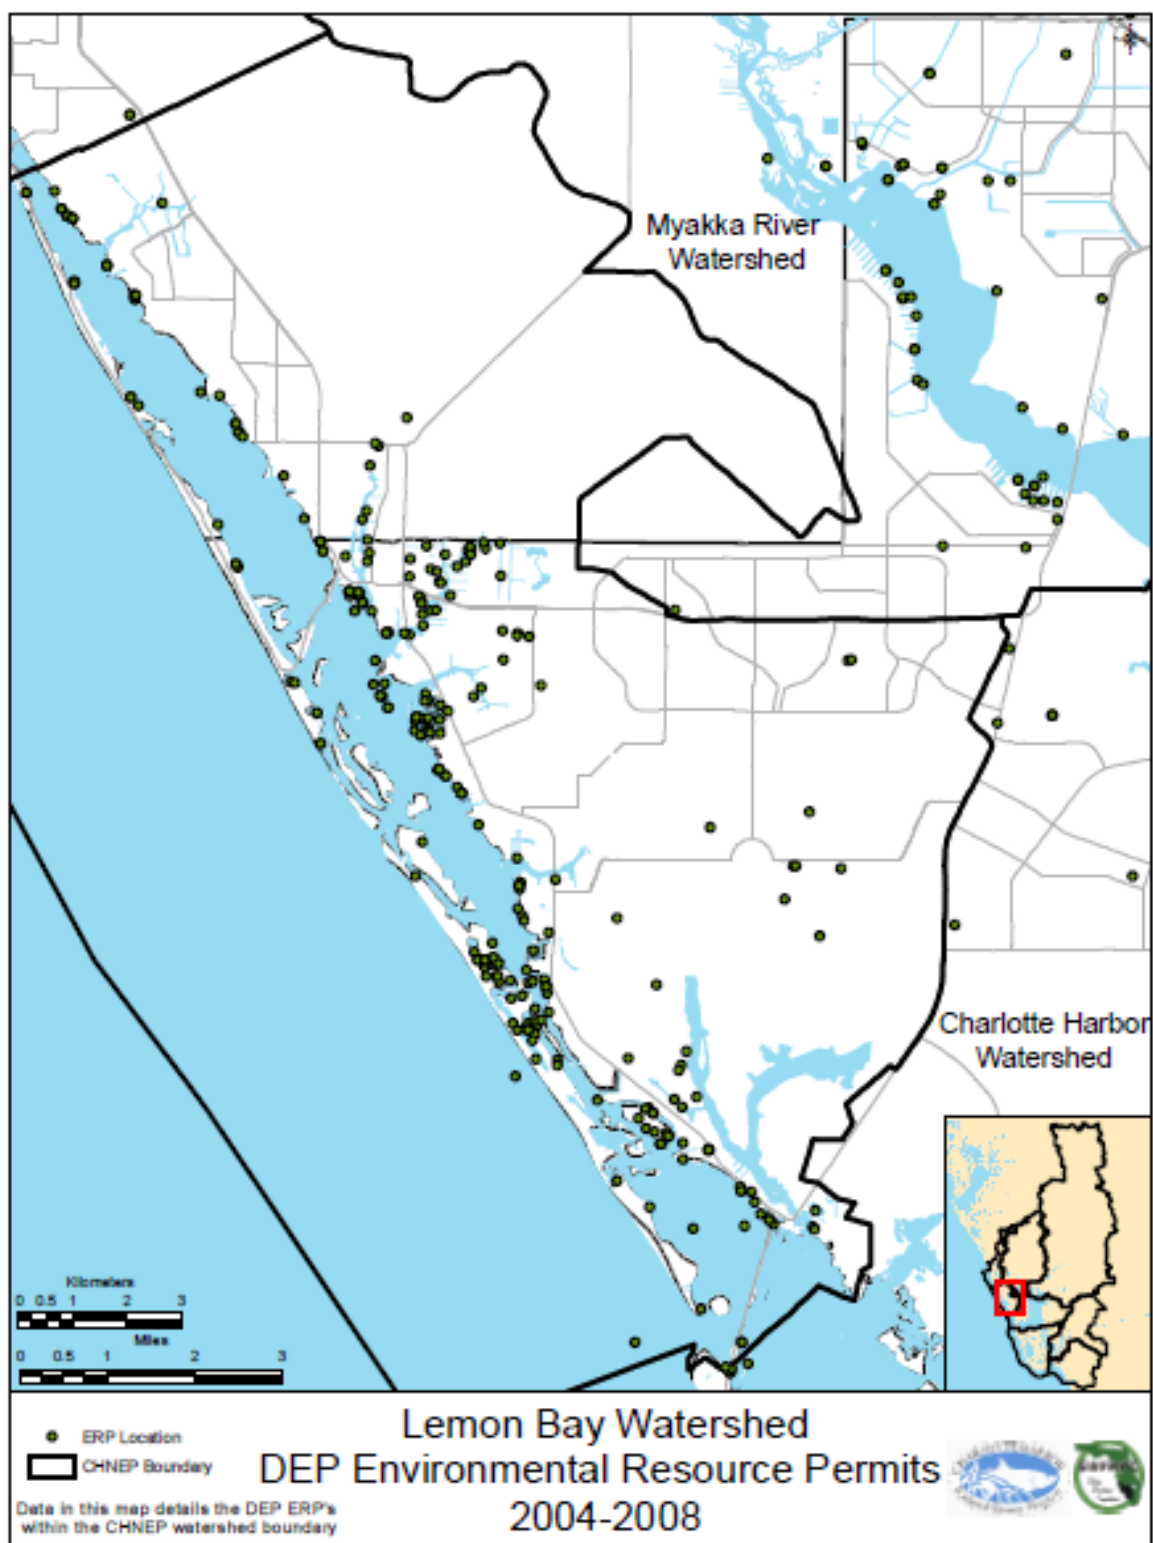 Myakka River
Watershed
Charlotte Harbor
Watershed
Kilometers
0 0.5 1 2 3
Miles
0 0.5 1 2 3
ERP Location
CHNEP Boundary
Data in this map details the DEP ERP's
within the CHNEP watershed boundary
Lemon Bay Watershed
DEP Environmental Resource Permits
2004-2008